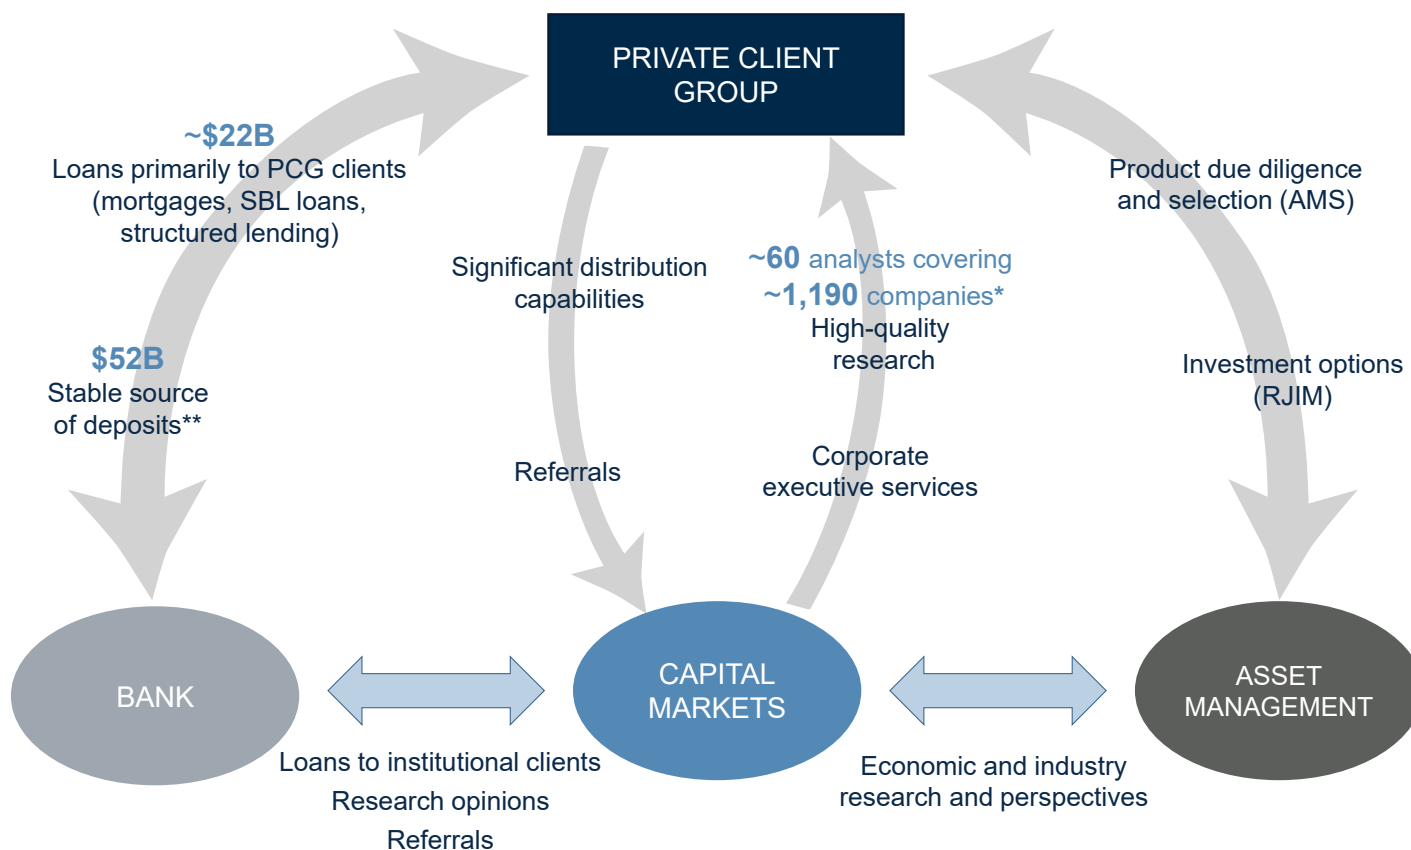 PRIVATE CLIENT
GROUP
~$22B
Loans primarily to PCG clients
(mortgages, SBL loans,
structured lending)
$52B
Stable source
of deposits**
Significant distribution
capabilities
Referrals
~60 analysts covering
~1,190 companies*
High-quality
research
Corporate
executive services
Product due diligence
and selection (AMS)
Investment options
(RJIM)
BANK
CAPITAL
MARKETS
ASSET
MANAGEMENT
Loans to institutional clients
Research opinions
Referrals
Economic and industry
research and perspectives